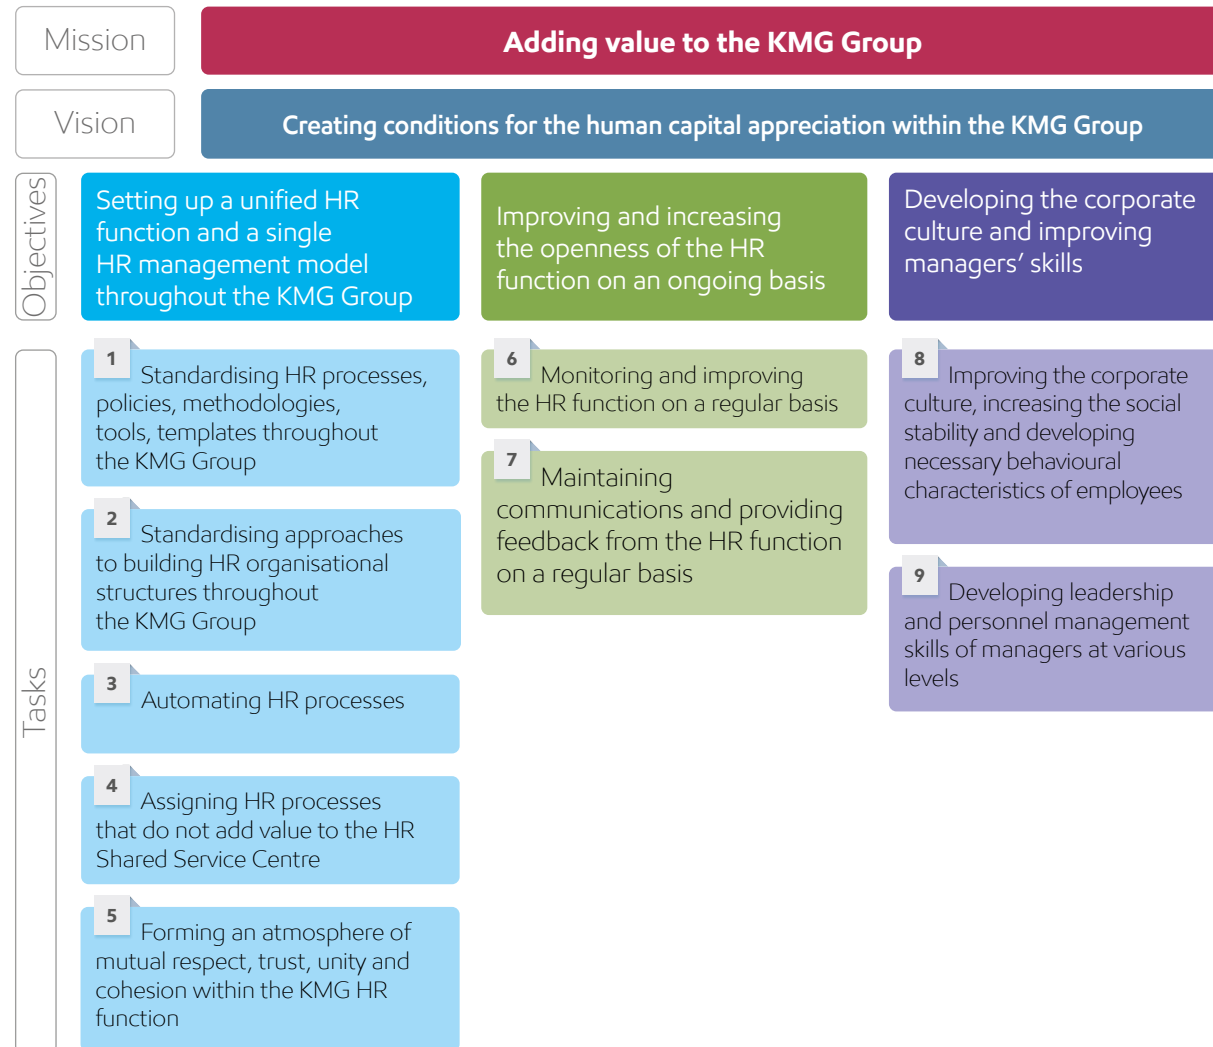 Mission
Adding value to the KMG Group
Vision
Creating conditions for the human capital appreciation within the KMG Group
Objectives
Setting up a unified HR
function and a single
HR management model
throughout the KMG Group
Improving and increasing
the openness of the HR
function on an ongoing basis
Developing the corporate
culture and improving
managers’ skills
Tasks
1
Standardising HR processes,
policies, methodologies,
tools, templates throughout
the KMG Group
2
Standardising approaches
to building HR organisational
structures throughout
the KMG Group
3
Automating HR processes
4
Assigning HR processes
that do not add value to the HR
Shared Service Centre
5
Forming an atmosphere of
mutual respect, trust, unity and
cohesion within the KMG HR
function
6
Monitoring and improving
the HR function on a regular basis
7
Maintaining
communications and providing
feedback from the HR function
on a regular basis
8
Improving the corporate
culture, increasing the social
stability and developing
necessary behavioural
characteristics of employees
9
Developing leadership
and personnel management
skills of managers at various
levels